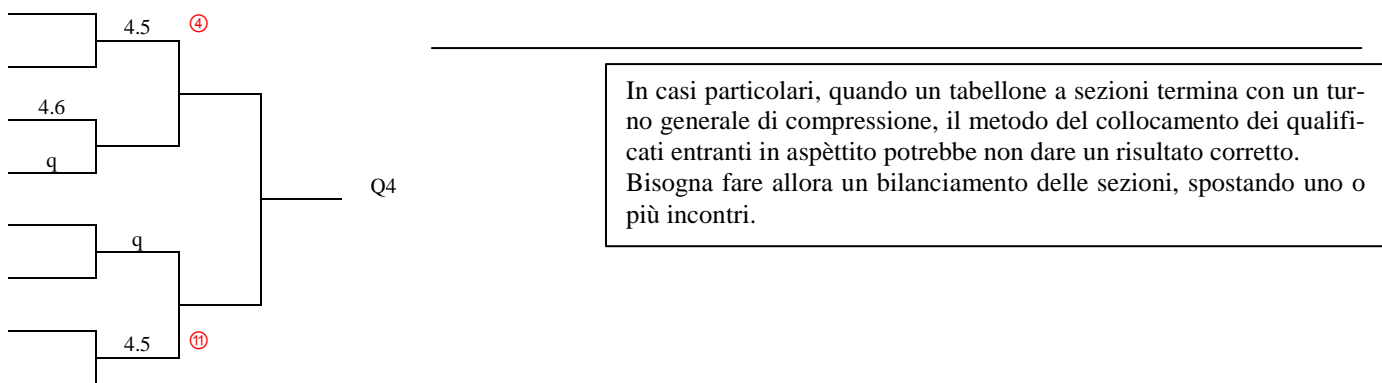 4.5 ④
4.6
q
Q4
q
4.5 ⑪
In casi particolari, quando un tabellone a sezioni termina con un tur-
no generale di compressione, il metodo del collocamento dei qualifi-
cati entranti in aspèttito potrebbe non dare un risultato corretto.
Bisogna fare allora un bilanciamento delle sezioni, spostando uno o
più incontri.